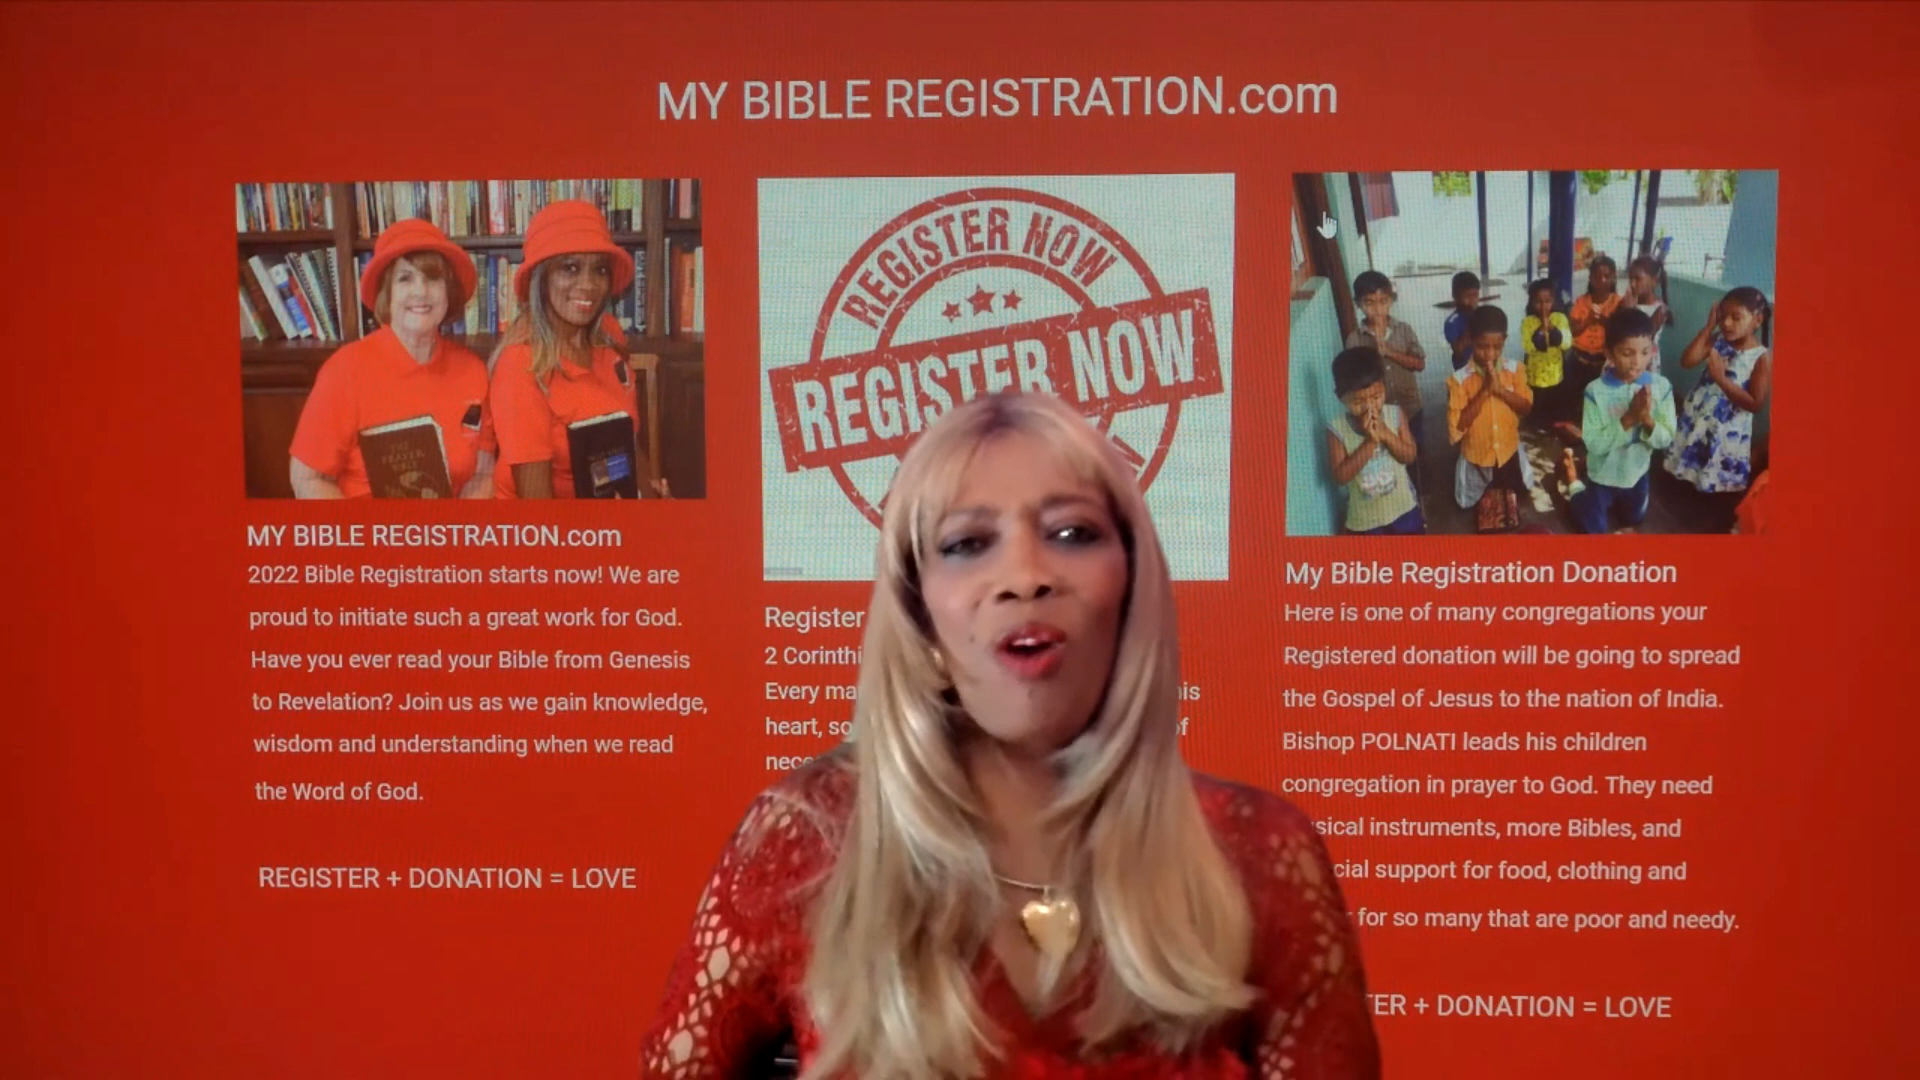 MY BIBLE REGISTRATION.com
MY BIBLE REGISTRATION.com
2022 Bible Registration starts now! We are
proud to initiate such a great work for God.
Have you ever read your Bible from Genesis
to Revelation? Join us as we gain knowledge,
wisdom and understanding when we read
the Word of God.
REGISTER + DONATION = LOVE
REGISTER NOW
REGISTER NOW
Register
2
Every
heart,
My Bible Registration Donation
Here is one of many congregations your
Registered donation will be going to spread
the Gospel of Jesus to the nation of India.
Bishop POLNATI leads his children
congregation in prayer to God. They need
instruments, more Bibles, and
support for food, clothing and
for so many that are poor and needy.
+ DONATION = LOVE